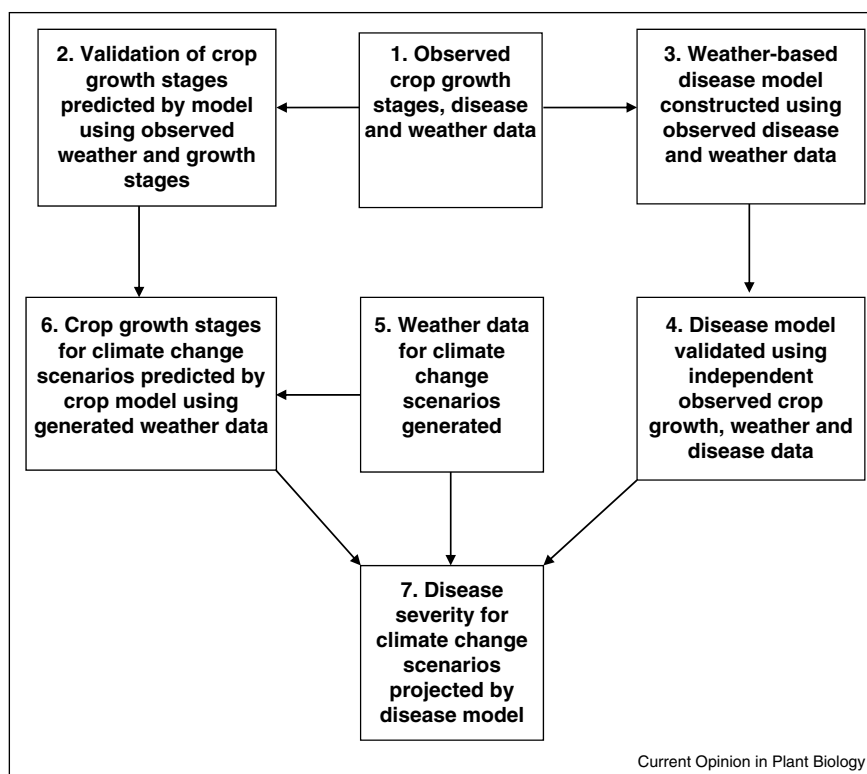 2. Validation of crop
growth stages
predicted by model
using observed
weather and growth
stages
1. Observed
crop growth
stages, disease
and weather data
3. Weather-based
disease model
constructed using
observed disease
and weather data
6. Crop growth stages
for climate change
scenarios predicted by
crop model using
generated weather data
5. Weather data
for climate
change
scenarios
generated
4. Disease model
validated using
independent
observed crop
growth, weather and
disease data
7. Disease
severity for
climate change
scenarios
projected by
disease model
Current Opinion in Plant Biology